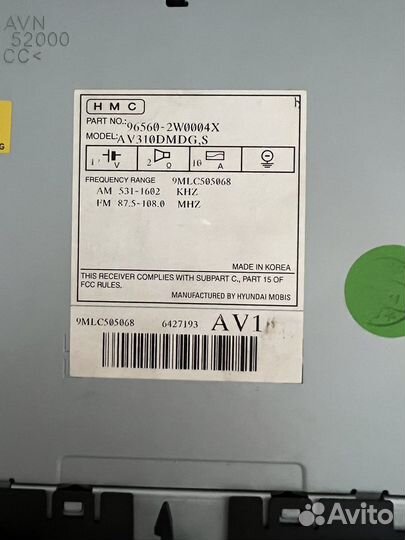 AVN
52000
CC<
HMC
PART NO.: 96560-2W0004X
MODEL: AV310DMDG,S
V
2 Ω
10 A
FREQUENCY RANGE 9MLC505068
AM 531-1602 KHZ
FM 87.5-108.0 MHZ
MADE IN KOREA
THIS RECEIVER COMPLIES WITH SUBPART C., PART 15 OF
FCC RULES.
MANUFACTURED BY HYUNDAI MOBIS
9MLC505068 6427193 AV1
Avito